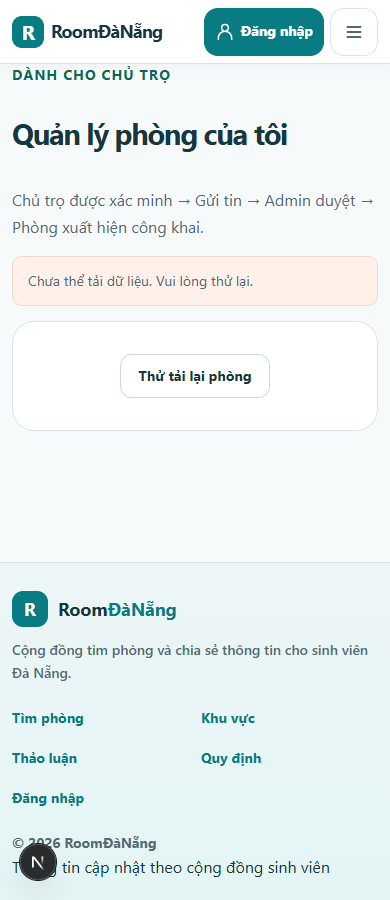 R RoomĐàNẵng Đăng nhập
DÀNH CHO CHỦ TRỌ
Quản lý phòng của tôi
Chủ trọ được xác minh → Gửi tin → Admin duyệt →
Phòng xuất hiện công khai.
Chưa thể tải dữ liệu. Vui lòng thử lại.
Thử tải lại phòng
R RoomĐàNẵng
Cộng đồng tìm phòng và chia sẻ thông tin cho sinh viên
Đà Nẵng.
Tìm phòng Khu vực
Thảo luận Quy định
Đăng nhập
© 2026 RoomĐàNẵng
N tin cập nhật theo cộng đồng sinh viên